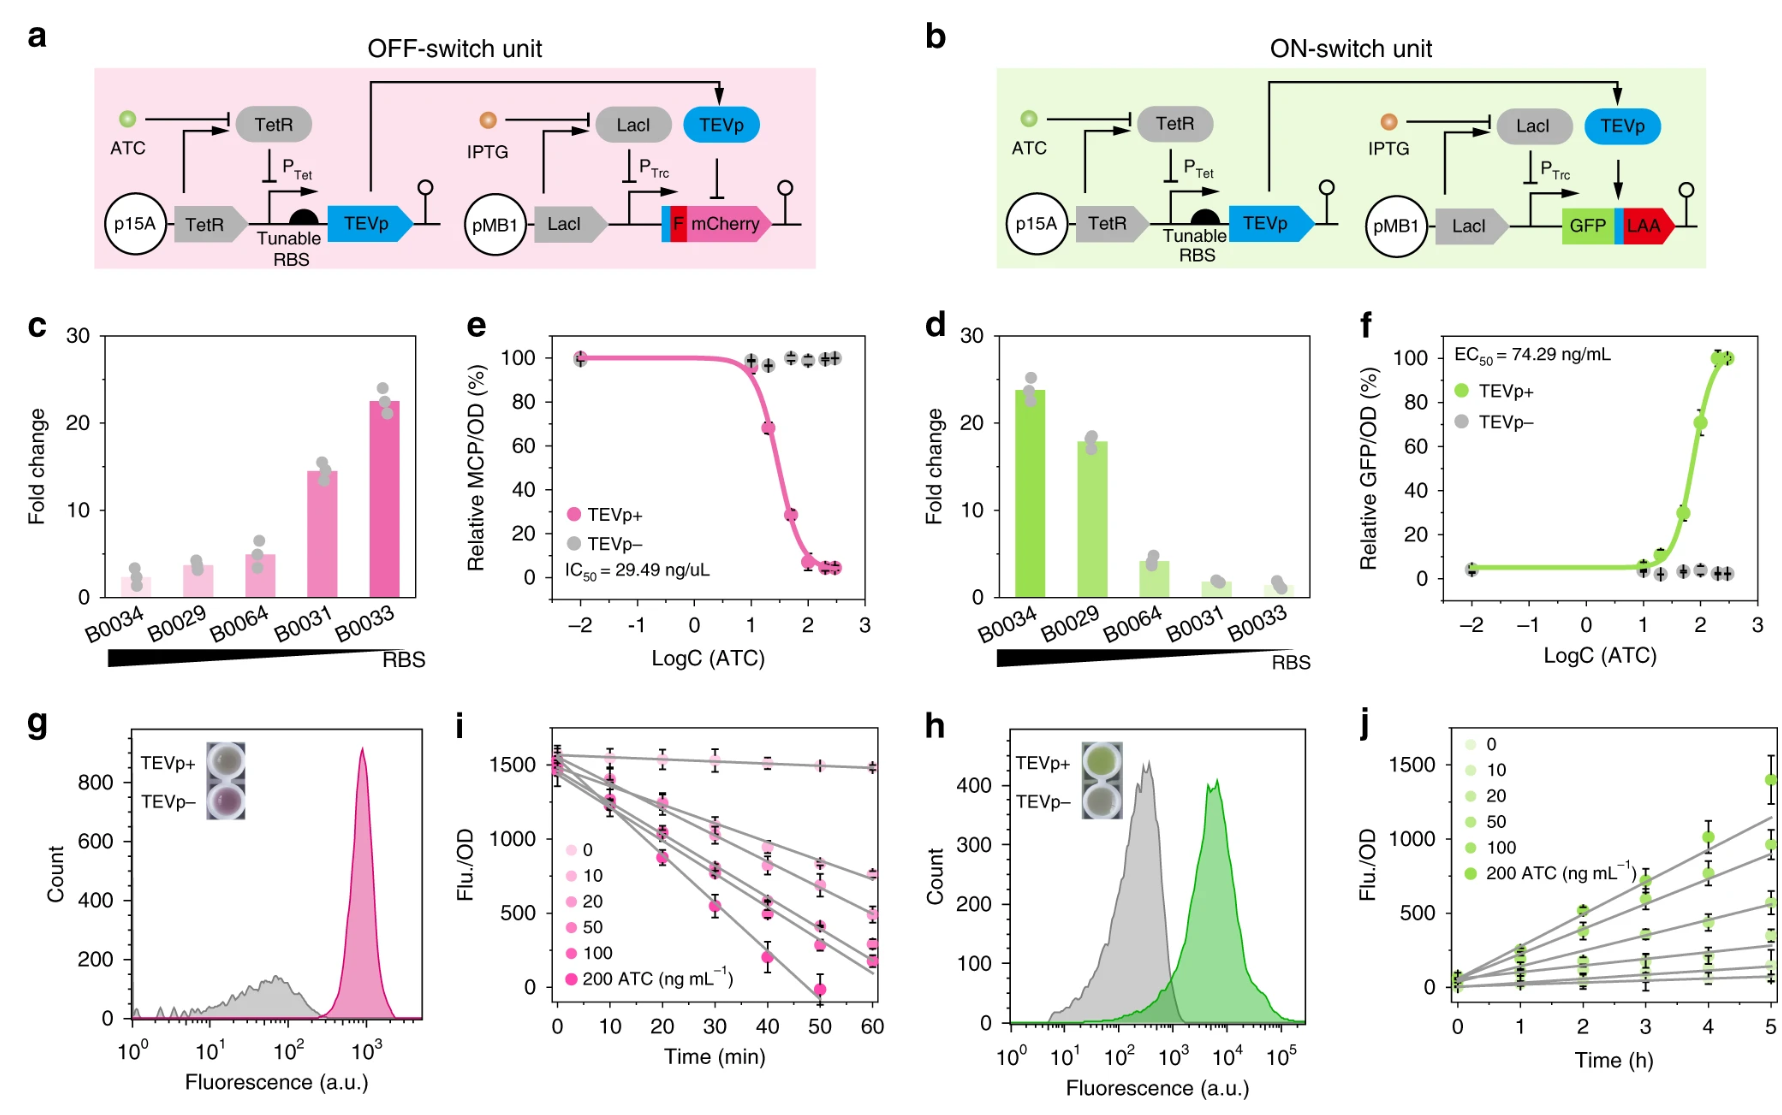 a
OFF-switch unit
ATC
TetR
IPTG
LacI
TEVp
PTet
PTrc
p15A
TetR
Tunable
RBS
TEVp
pMB1
LacI
F
mCherry
b
ON-switch unit
ATC
TetR
IPTG
LacI
TEVp
PTet
PTrc
p15A
TetR
Tunable
RBS
TEVp
pMB1
LacI
GFP
LAA
c
Fold change
30
20
10
0
B0034
B0029
B0064
B0031
B0033
RBS
e
Relative MCP/OD (%)
100
80
60
40
20
0
TEVp+
TEVp–
IC50 = 29.49 ng/uL
–2
-1
0
1
2
3
LogC (ATC)
d
Fold change
30
20
10
0
B0034
B0029
B0064
B0031
B0033
RBS
f
Relative GFP/OD (%)
100
80
60
40
20
0
EC50 = 74.29 ng/mL
TEVp+
TEVp–
–2
–1
0
1
2
3
LogC (ATC)
g
Count
800
600
400
200
0
TEVp+
TEVp–
10^0
10^1
10^2
10^3
Fluorescence (a.u.)
i
Flu./OD
1500
1000
500
0
0
10
20
50
100
200 ATC (ng mL–1)
0
10
20
30
40
50
60
Time (min)
h
Count
400
300
200
100
0
TEVp+
TEVp–
10^0
10^1
10^2
10^3
10^4
10^5
Fluorescence (a.u.)
j
Flu./OD
1500
1000
500
0
0
10
20
50
100
200 ATC (ng mL–1)
0
1
2
3
4
5
Time (h)